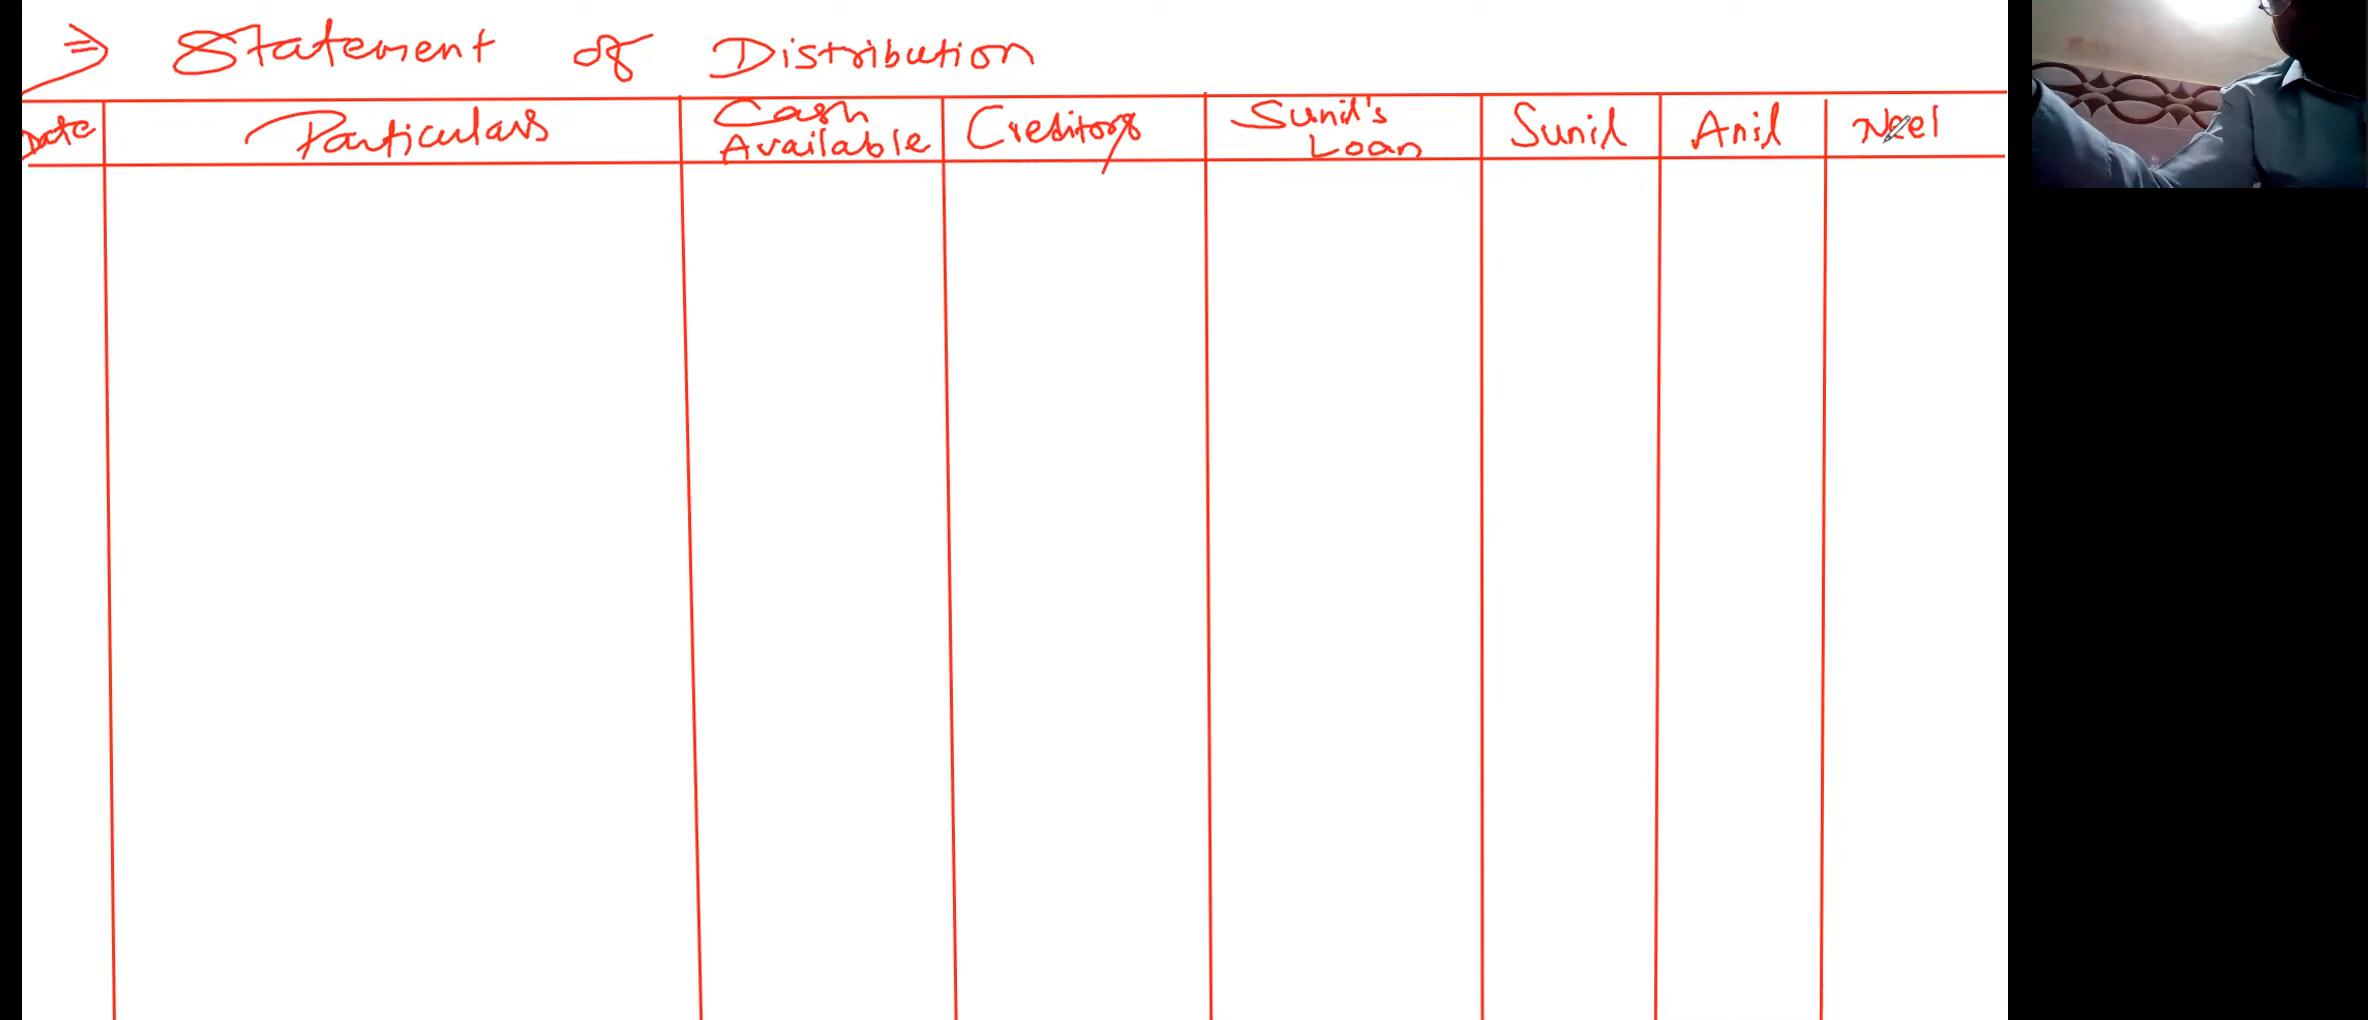 ⇒ Statement of Distribution
Date Particulars Cash Available Creditors Sunil's Loan Sunil Anil Neel